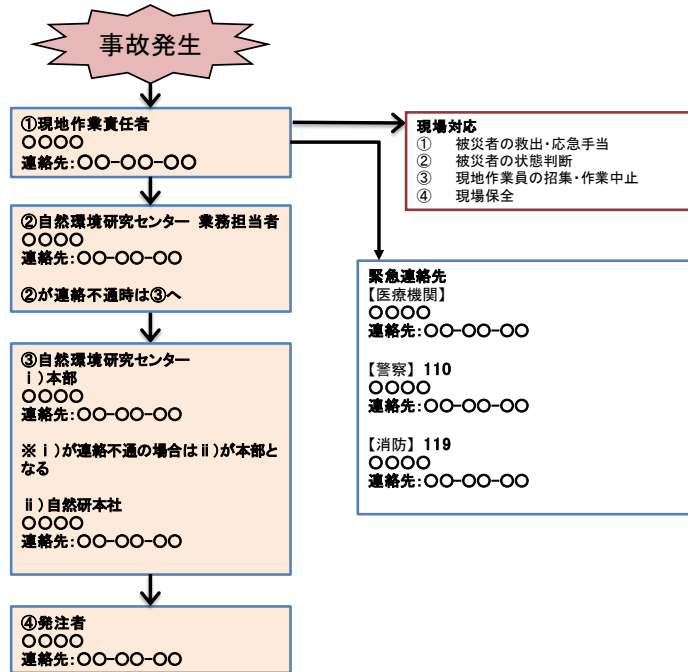 事故発生
①現地作業責任者
〇〇〇〇
連絡先:〇〇-〇〇-〇〇
現場対応
① 被災者の救出・応急手当
② 被災者の状態判断
③ 現地作業員の招集・作業中止
④ 現場保全
②自然環境研究センター 業務担当者
〇〇〇〇
連絡先:〇〇-〇〇-〇〇
②が連絡不通時は③へ
緊急連絡先
【医療機関】
〇〇〇〇
連絡先:〇〇-〇〇-〇〇
【警察】 110
〇〇〇〇
連絡先:〇〇-〇〇-〇〇
【消防】 119
〇〇〇〇
連絡先:〇〇-〇〇-〇〇
③自然環境研究センター
ⅰ)本部
〇〇〇〇
連絡先:〇〇-〇〇-〇〇
※ⅰ)が連絡不通の場合はⅱ)が本部と
なる
ⅱ)自然研本社
〇〇〇〇
連絡先:〇〇-〇〇-〇〇
④発注者
〇〇〇〇
連絡先:〇〇-〇〇-〇〇